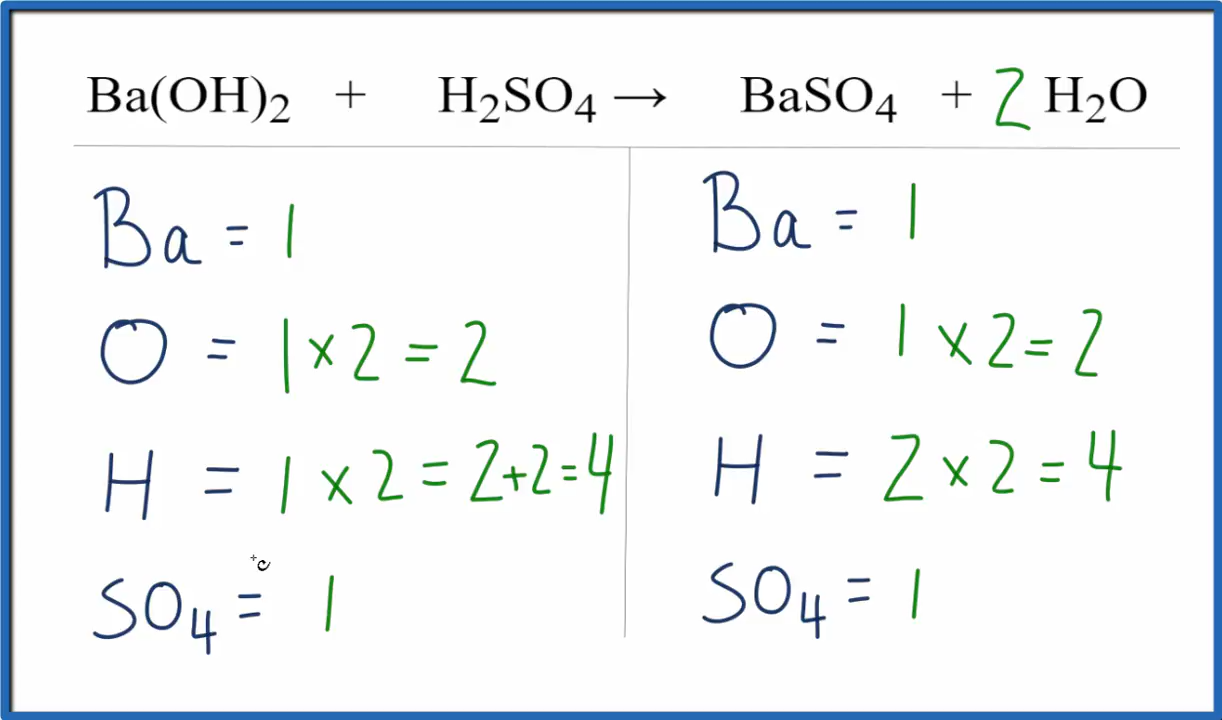 Ba(OH)2 + H2SO4 → BaSO4 + 2 H2O
Ba = 1
O = 1 x 2 = 2
H = 1 x 2 = 2+2 = 4
SO4 = 1
Ba = 1
O = 1 x 2 = 2
H = 2 x 2 = 4
SO4 = 1